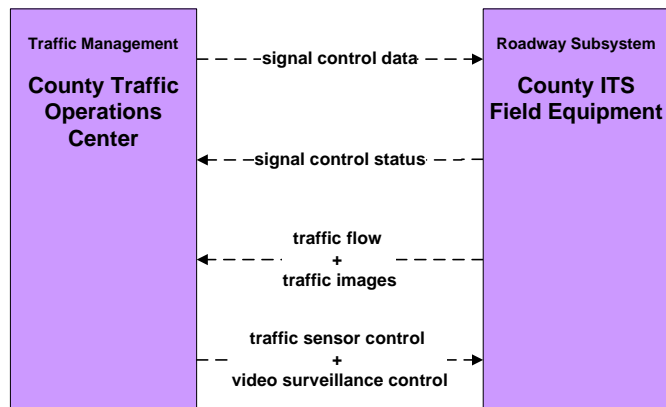 Traffic Management
County Traffic
Operations
Center
signal control data
signal control status
traffic flow
+
traffic images
traffic sensor control
+
video surveillance control
Roadway Subsystem
County ITS
Field Equipment